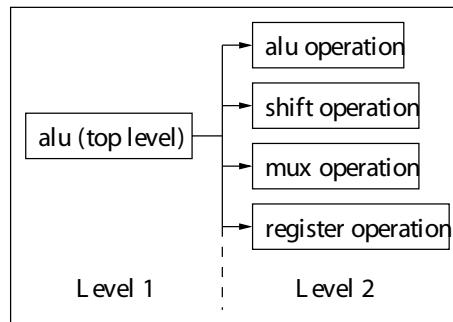 alu operation
shift operation
alu (top level)
mux operation
register operation
Level 1
Level 2